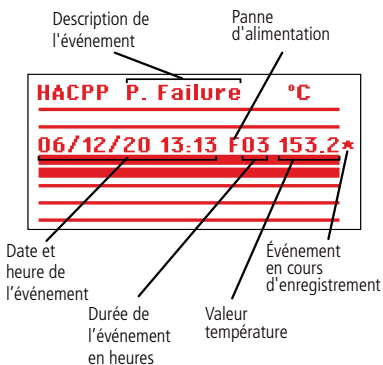 Description de
l'événement
Panne
d'alimentation
HACPP P. Failure °C
06/12/20 13:13 F03 153.2*
Date et
heure de
l’événement
Durée de
l’événement
en heures
Valeur
température
Événement
en cours
d'enregistrement